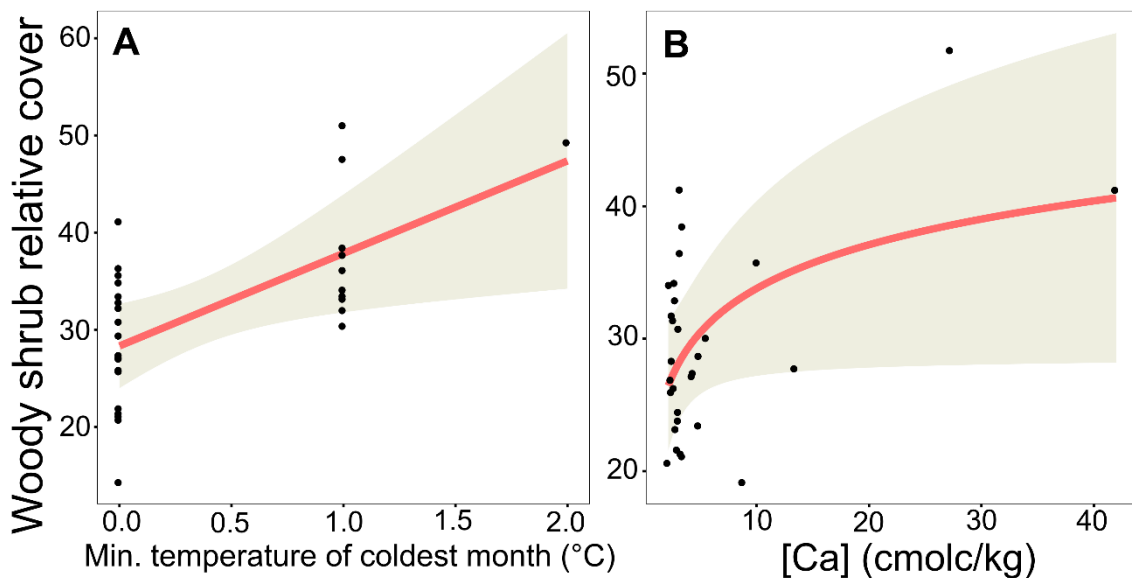 A
B
Woody shrub relative cover
60
50
40
30
20
0.0 0.5 1.0 1.5 2.0
Min. temperature of coldest month (°C)
50
40
30
20
10 20 30 40
[Ca] (cmolc/kg)